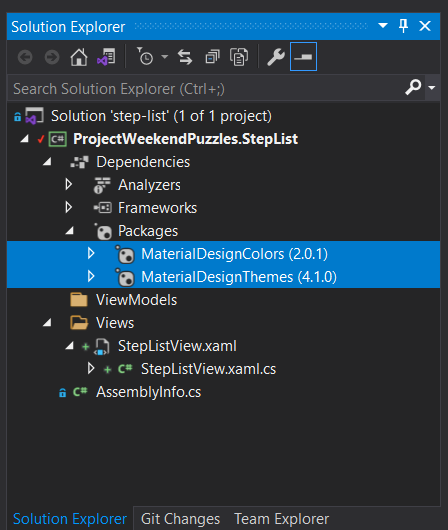 Solution Explorer
Search Solution Explorer (Ctrl+;)
Solution 'step-list' (1 of 1 project)
C# ProjectWeekendPuzzles.StepList
Dependencies
Analyzers
Frameworks
Packages
MaterialDesignColors (2.0.1)
MaterialDesignThemes (4.1.0)
ViewModels
Views
StepListView.xaml
C# StepListView.xaml.cs
C# AssemblyInfo.cs
Solution Explorer Git Changes Team Explorer